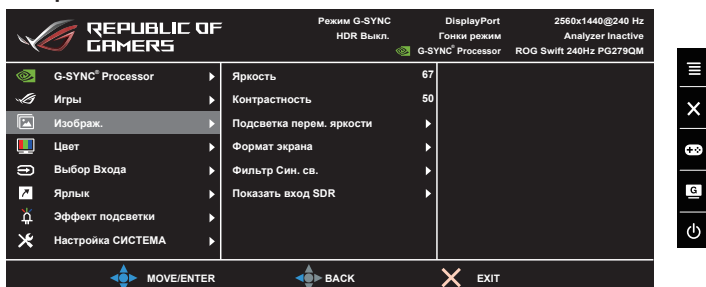 REPUBLIC OF
GAMERS
Режим G-SYNC
HDR Выкл.
DisplayPort
Гонки режим
G-SYNC® Processor
2560x1440@240 Hz
Analyzer Inactive
ROG Swift 240Hz PG279QM
G-SYNC® Processor
Игры
Изображ.
Цвет
Выбор Входа
Ярлык
Эффект подсветки
Настройка СИСТЕМА
Яркость 67
Контрастность 50
Подсветка перем. яркости
Формат экрана
Фильтр Син. св.
Показать вход SDR
MOVE/ENTER BACK EXIT
G